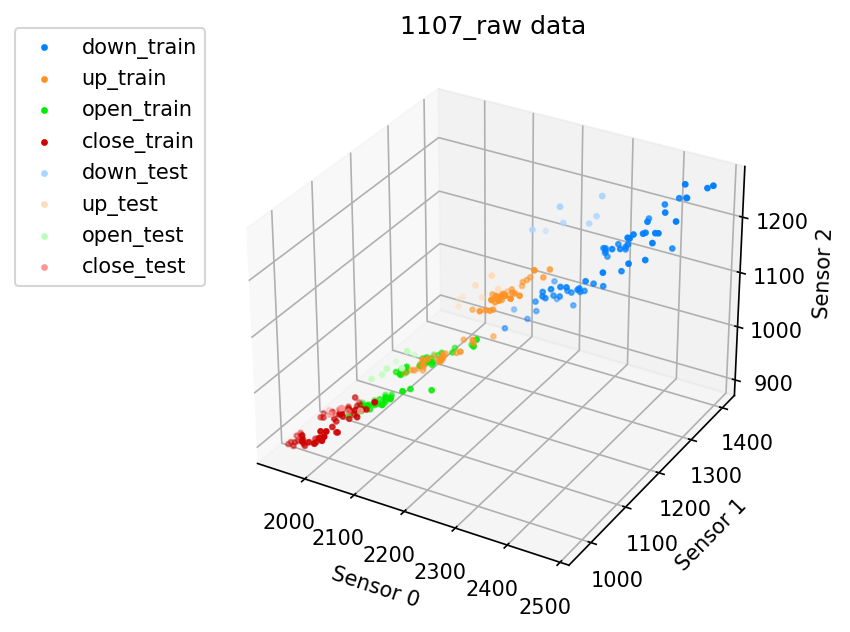 1107_raw data
down_train
up_train
open_train
close_train
down_test
up_test
open_test
close_test
1200
1100
1000
900
Sensor 2
1400
1300
1200
1100
1000
Sensor 1
2000
2100
2200
2300
2400
2500
Sensor 0